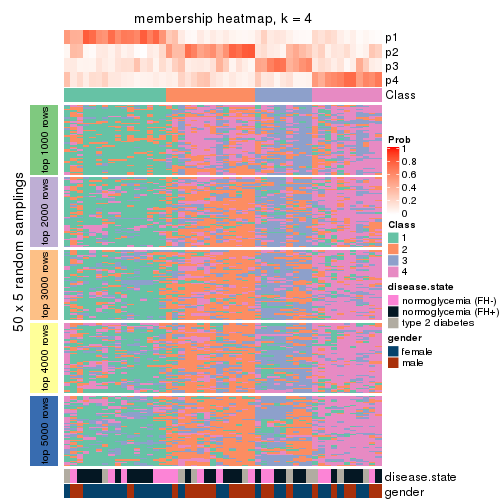 membership heatmap, k = 4
p1
p2
p3
p4
Class
50 x 5 random samplings
top 1000 rows
top 2000 rows
top 3000 rows
top 4000 rows
top 5000 rows
Prob
1
0.8
0.6
0.4
0.2
0
Class
1
2
3
4
disease.state
normoglycemia (FH-)
normoglycemia (FH+)
type 2 diabetes
gender
female
male
disease.state
gender